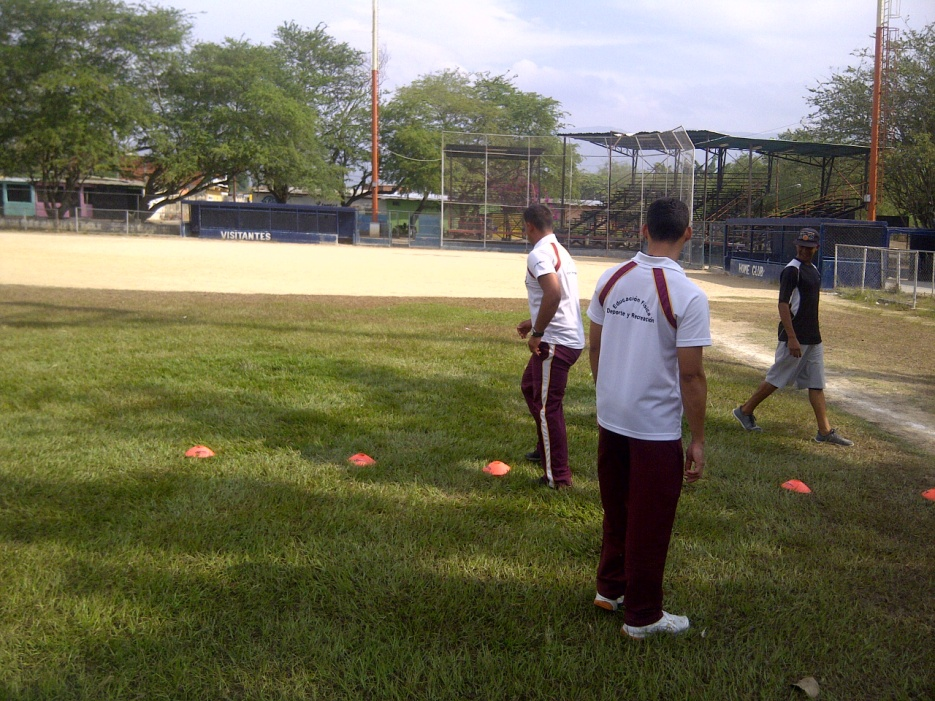 VISITANTES
HOME CLUB
Educación Física
Deporte y Recreación